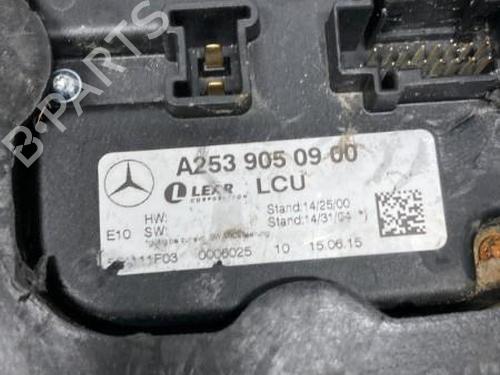 B-PARTS
A253 905 09 00
LEAR LCU
CORPORATION
HW: Stand:14/25/00
E10 SW: Stand:14/31/04 *)
11F03 0006025 10 15.06.15